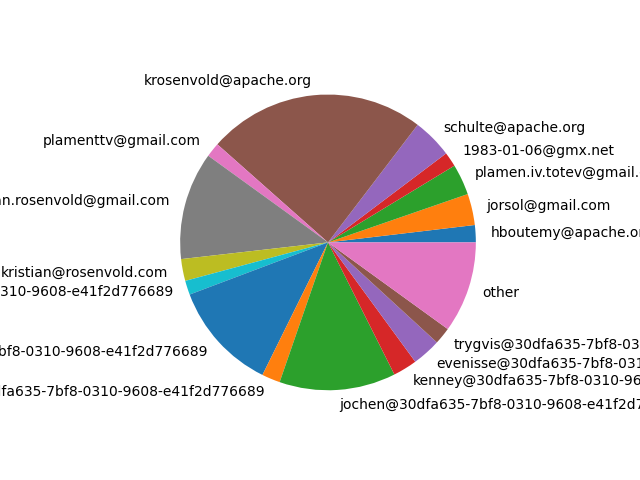 krosenvold@apache.org
schulte@apache.org
plamenttv@gmail.com
1983-01-06@gmx.net
plamen.iv.totev@gmail.
an.rosenvold@gmail.com
jorsol@gmail.com
hboutemy@apache.or
kristian@rosenvold.com
310-9608-e41f2d776689
other
trygvis@30dfa635-7bf8-03
bf8-0310-9608-e41f2d776689
evenisse@30dfa635-7bf8-031
kenney@30dfa635-7bf8-0310-96
dfa635-7bf8-0310-9608-e41f2d776689
jochen@30dfa635-7bf8-0310-9608-e41f2d7